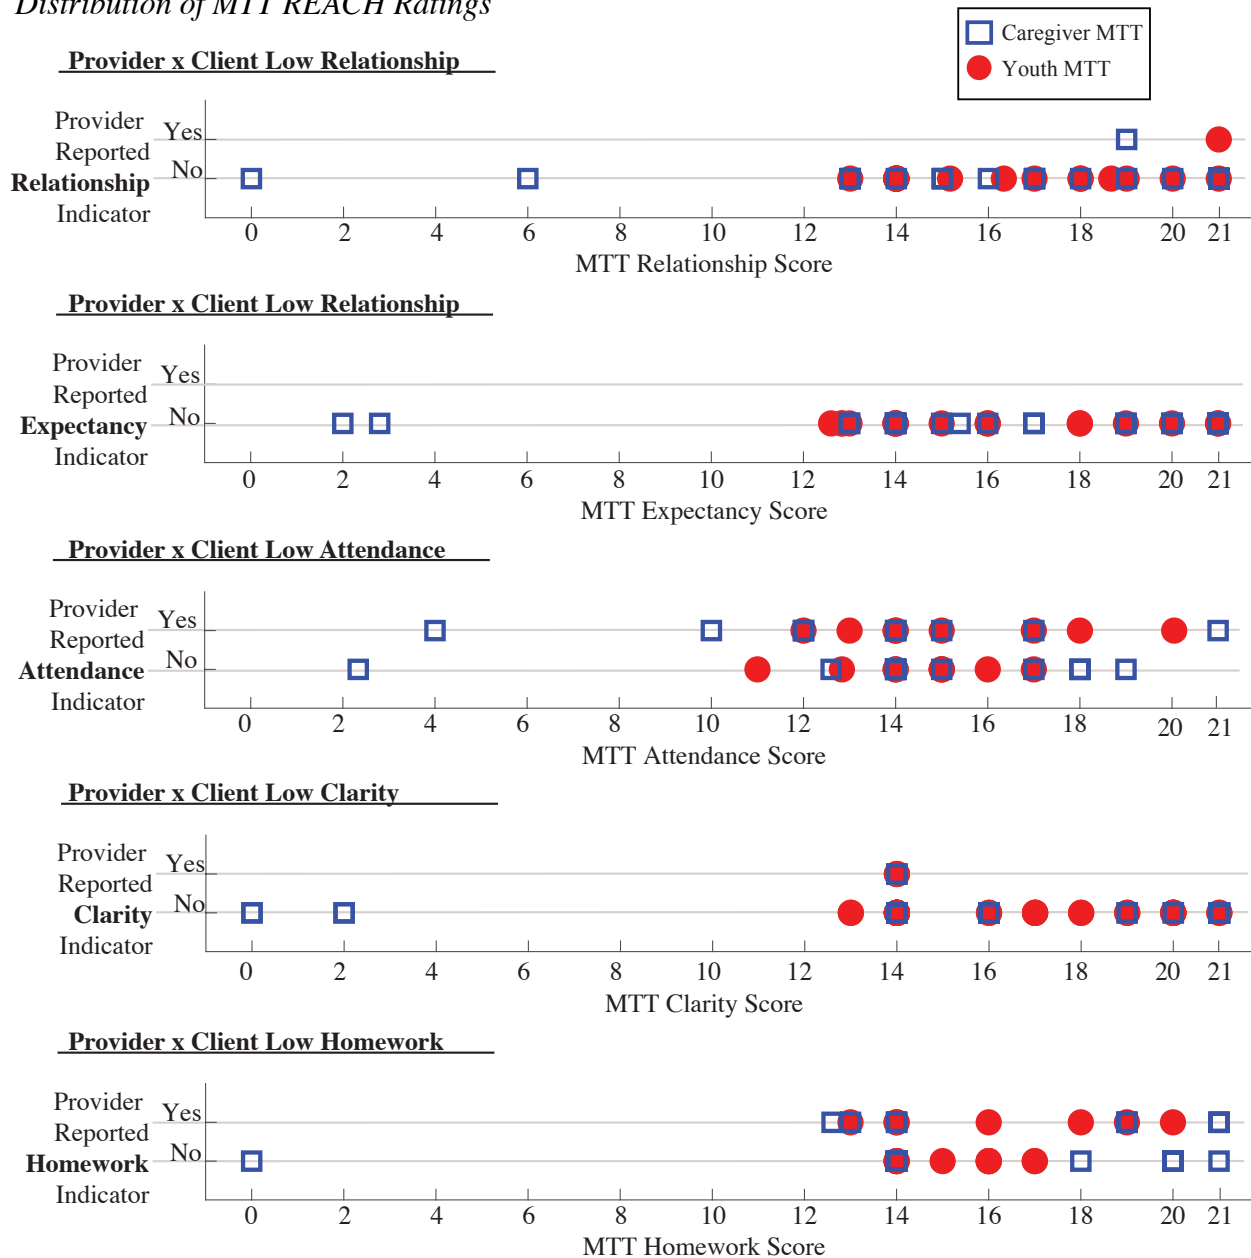 Distribution of MTT REACH Ratings
Caregiver MTT
Youth MTT
Provider x Client Low Relationship
Provider
Reported
Relationship
Indicator
Yes
No
0 2 4 6 8 10 12 14 16 18 20 21
MTT Relationship Score
Provider x Client Low Relationship
Provider
Reported
Expectancy
Indicator
Yes
No
0 2 4 6 8 10 12 14 16 18 20 21
MTT Expectancy Score
Provider x Client Low Attendance
Provider
Reported
Attendance
Indicator
Yes
No
0 2 4 6 8 10 12 14 16 18 20 21
MTT Attendance Score
Provider x Client Low Clarity
Provider
Reported
Clarity
Indicator
Yes
No
0 2 4 6 8 10 12 14 16 18 20 21
MTT Clarity Score
Provider x Client Low Homework
Provider
Reported
Homework
Indicator
Yes
No
0 2 4 6 8 10 12 14 16 18 20 21
MTT Homework Score